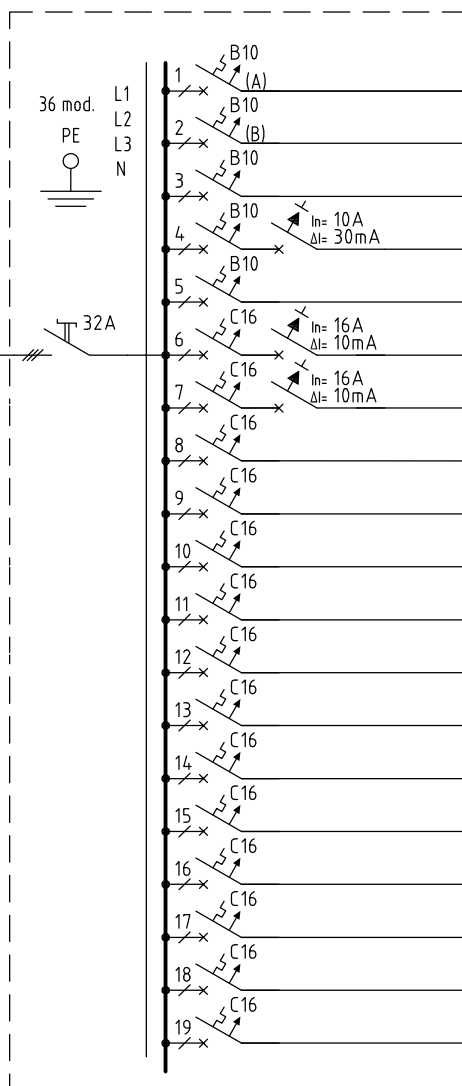 36 mod.
PE
L1
L2
L3
N
32A
1
B10
(A)
2
B10
(B)
3
B10
4
B10
In= 10A
ΔI= 30mA
5
B10
6
C16
In= 16A
ΔI= 10mA
7
C16
In= 16A
ΔI= 10mA
8
C16
9
C16
10
C16
11
C16
12
C16
13
C16
14
C16
15
C16
16
C16
17
C16
18
C16
19
C16